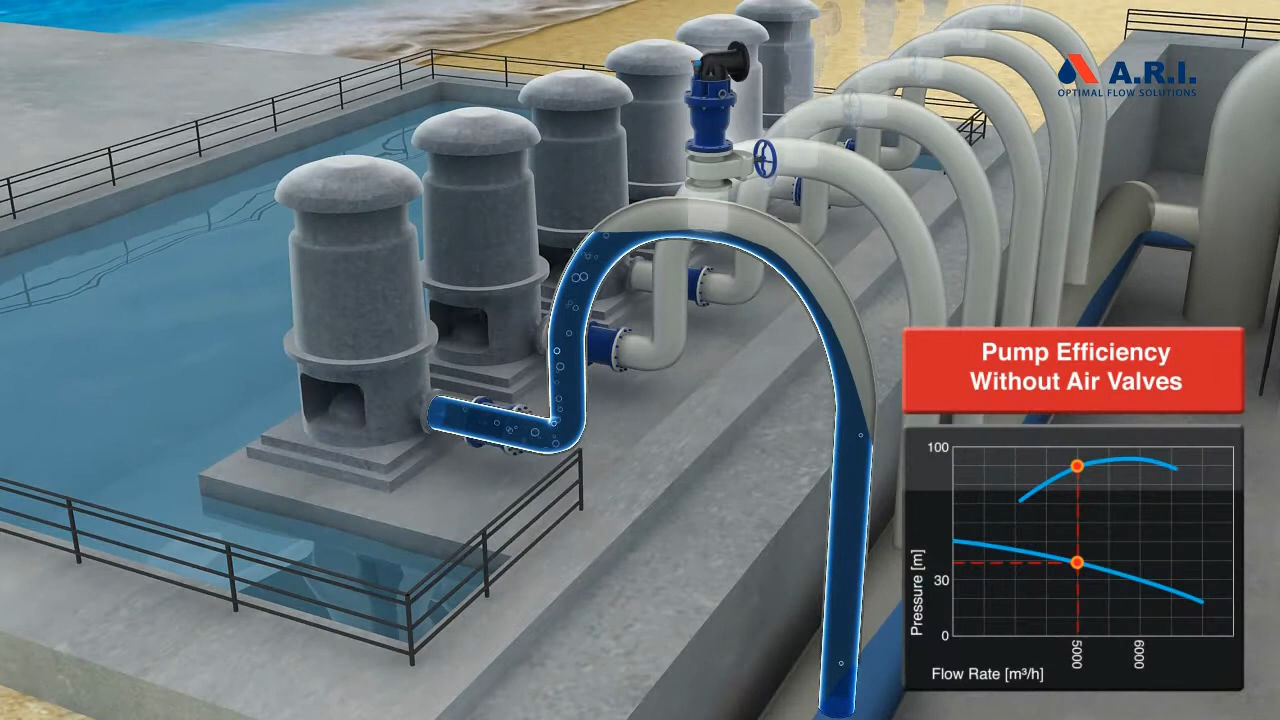 A.R.I.
OPTIMAL FLOW SOLUTIONS
Pump Efficiency
Without Air Valves
100
30
0
Pressure [m]
5000
6000
Flow Rate [m³/h]